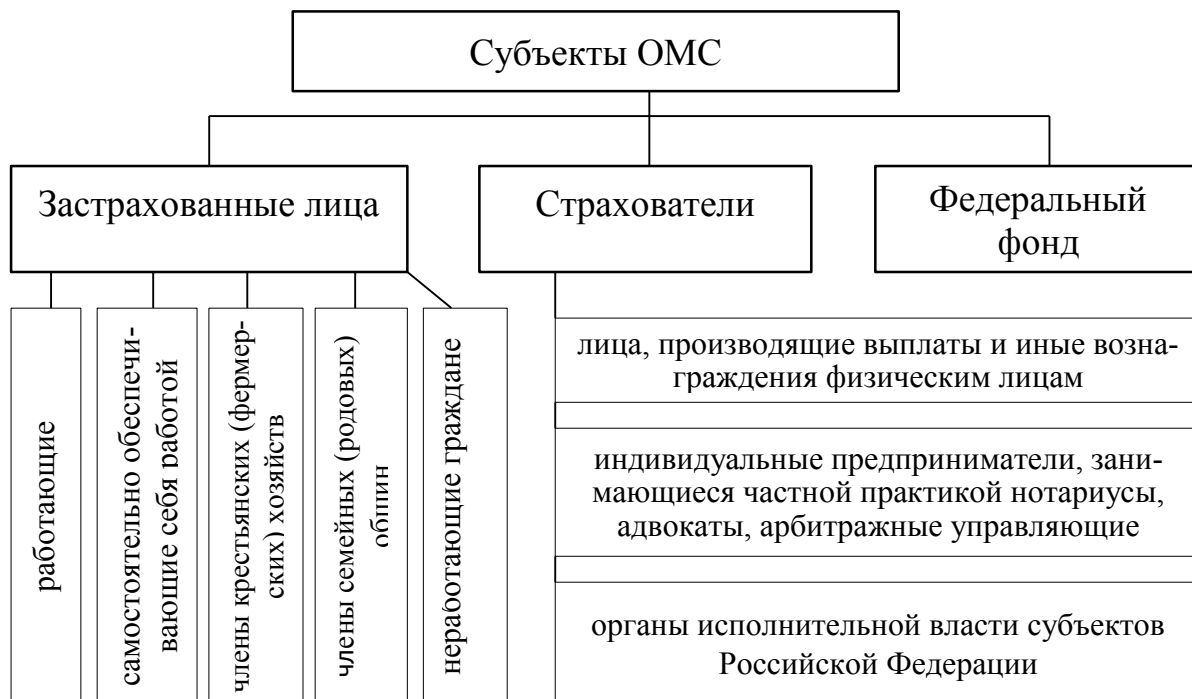 Субъекты ОМС
Застрахованные лица
Страхователи
Федеральный
фонд
работающие
самостоятельно обеспечи-
вающие себя работой
члены крестьянских (фермер-
ских) хозяйств
члены семейных (родовых)
общин
неработающие граждане
лица, производящие выплаты и иные возна-
граждения физическим лицам
индивидуальные предприниматели, зани-
мающиеся частной практикой нотариусы,
адвокаты, арбитражные управляющие
органы исполнительной власти субъектов
Российской Федерации